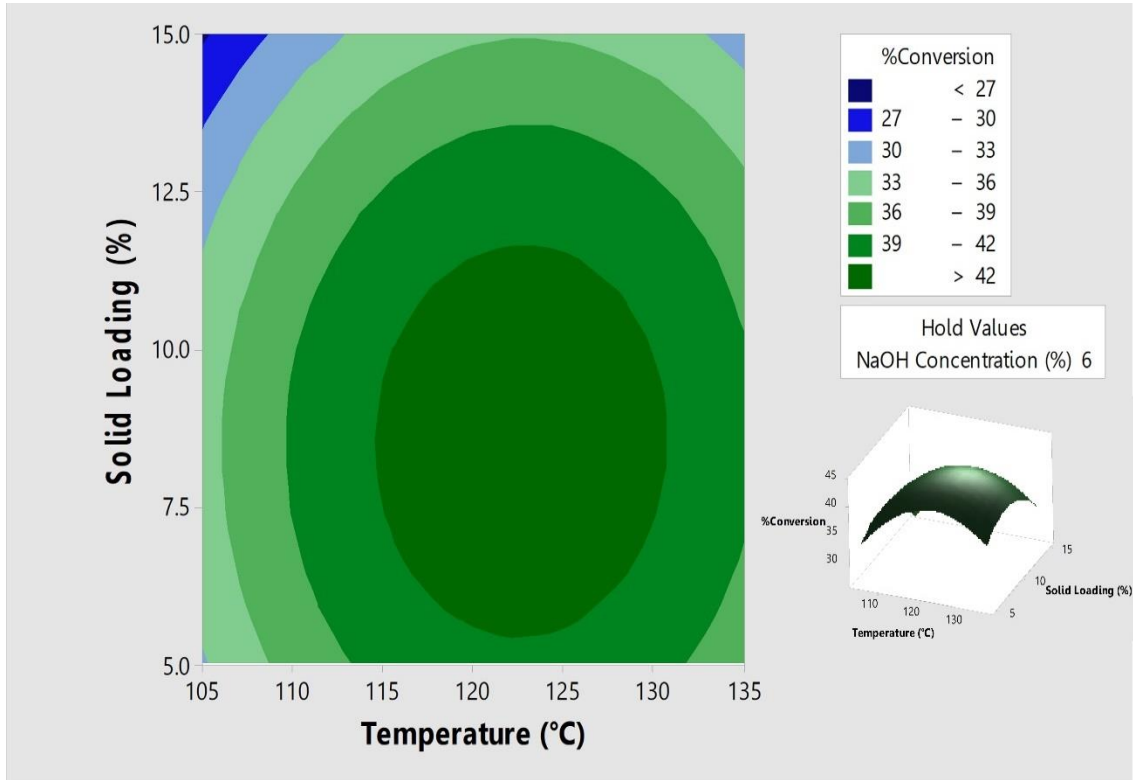 Solid Loading (%)
15.0
12.5
10.0
7.5
5.0
105 110 115 120 125 130 135
Temperature (°C)
%Conversion
< 27
27 – 30
30 – 33
33 – 36
36 – 39
39 – 42
> 42
Hold Values
NaOH Concentration (%) 6
%Conversion
45
40
35
30
110 120 130
Temperature (°C)
5 10 15
Solid Loading (%)